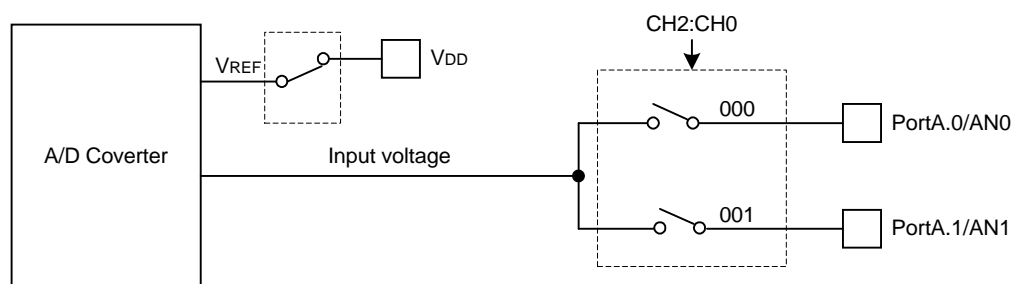 CH2:CH0
VREF
VDD
000
PortA.0/AN0
A/D Coverter
Input voltage
001
PortA.1/AN1